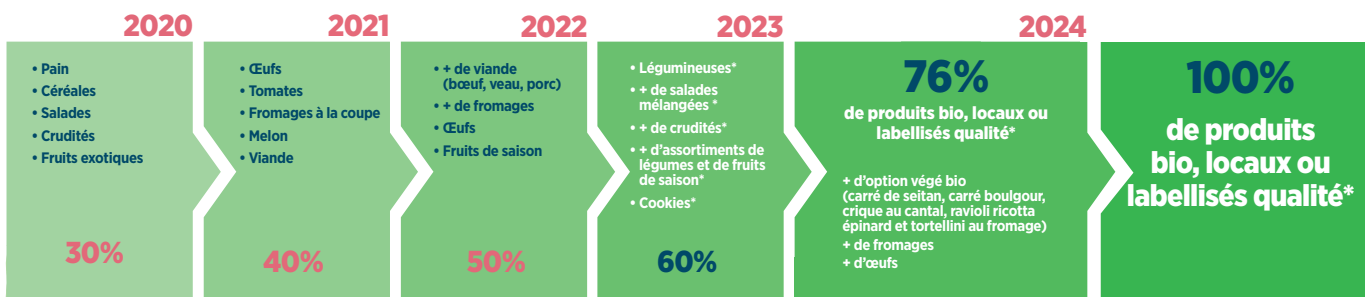 2020
• Pain
• Céréales
• Salades
• Crudités
• Fruits exotiques
30%
2021
• Œufs
• Tomates
• Fromages à la coupe
• Melon
• Viande
40%
2022
• + de viande
(bœuf, veau, porc)
• + de fromages
• Œufs
• Fruits de saison
50%
2023
• Légumineuses*
• + de salades
mélangées *
• + de crudités*
• + d’assortiments de
légumes et de fruits
de saison*
• Cookies*
60%
2024
76%
de produits bio, locaux ou
labellisés qualité*
+ d’option végé bio
(carré de seitan, carré boulgour,
crique au cantal, ravioli ricotta
épinard et tortellini au fromage)
+ de fromages
+ d’œufs
100%
de produits
bio, locaux ou
labellisés qualité*